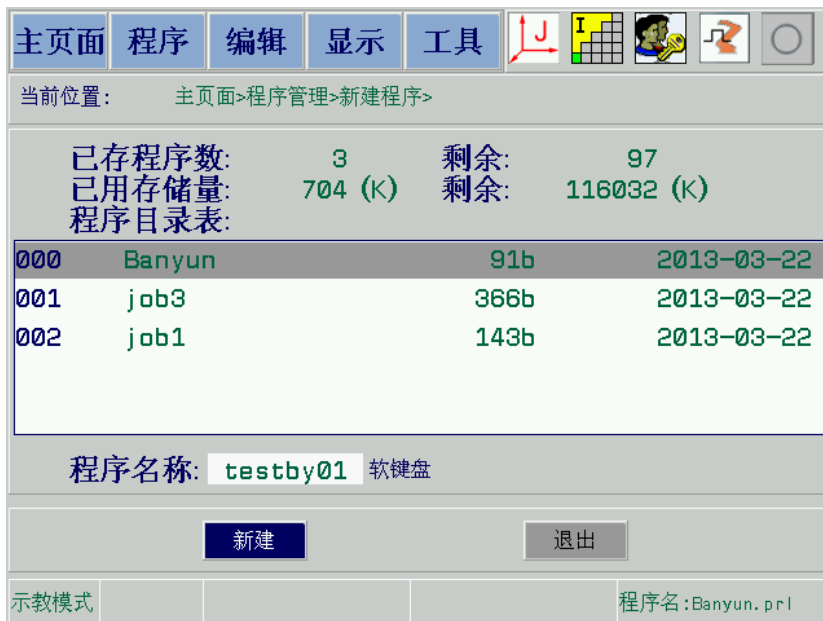 主页面 程序 编辑 显示 工具 J I
当前位置: 主页面>程序管理>新建程序>
已存程序数: 3 剩余: 97
已用存储量: 704 (K) 剩余: 116032 (K)
程序目录表:
000 Banyun 91b 2013-03-22
001 job3 366b 2013-03-22
002 job1 143b 2013-03-22
程序名称: testby01 软键盘
新建 退出
示教模式 程序名:Banyun.prl